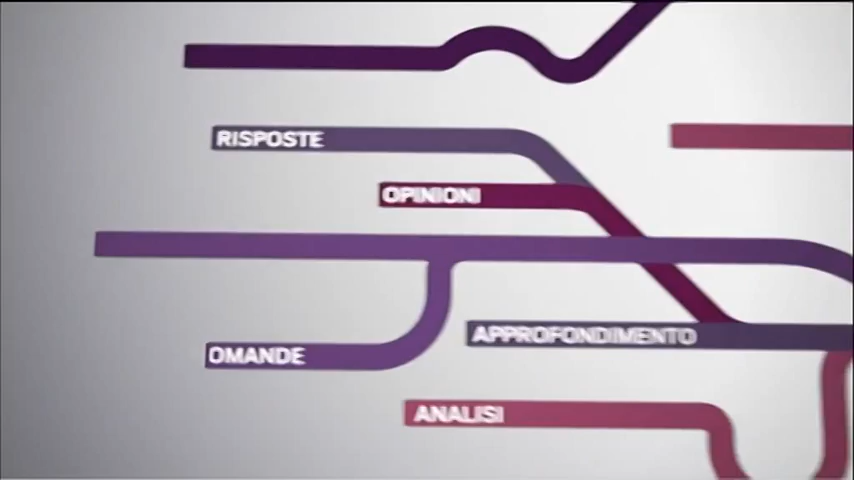 RISPOSTE
OPINIONI
APPROFONDIMENTO
OMANDE
ANALISI